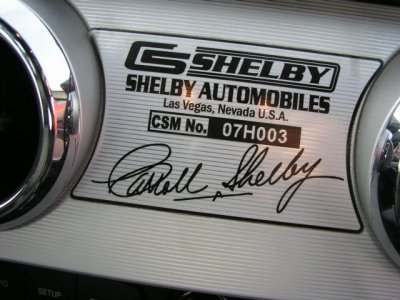 CS SHELBY
SHELBY AUTOMOBILES
Las Vegas, Nevada U.S.A.
CSM No. 07H003
Carroll Shelby
SETUP